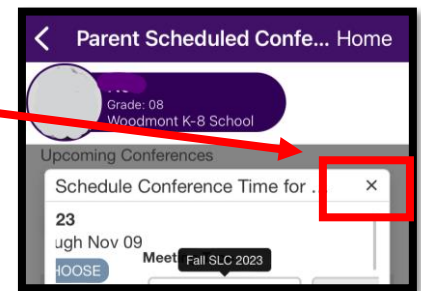 Parent Scheduled Confe... Home
Grade: 08
Woodmont K-8 School
Upcoming Conferences
Schedule Conference Time for ... ×
23
ugh Nov 09
HOOSE
Meet
Fall SLC 2023